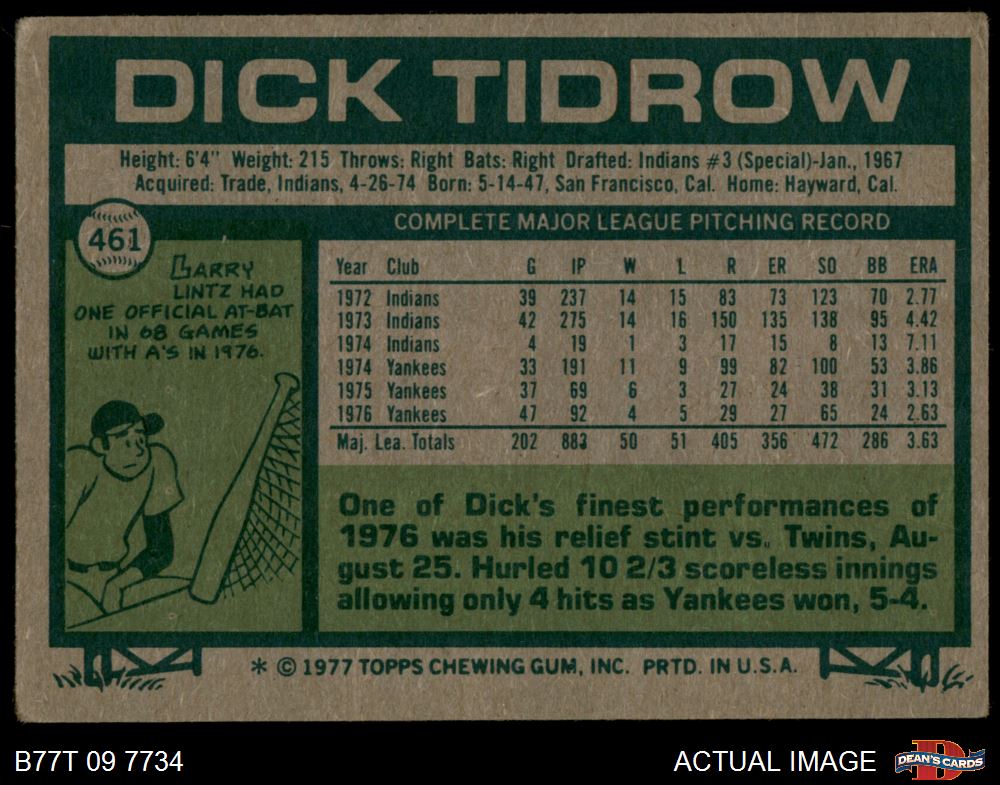 DICK TIDROW
Height: 6'4" Weight: 215 Throws: Right Bats: Right Drafted: Indians #3 (Special)-Jan., 1967
Acquired: Trade, Indians, 4-26-74 Born: 5-14-47, San Francisco, Cal. Home: Hayward, Cal.
461
LARRY
LINTZ HAD
ONE OFFICIAL AT-BAT
IN 68 GAMES
WITH A'S IN 1976.
COMPLETE MAJOR LEAGUE PITCHING RECORD
Year Club G IP W L R ER SO BB ERA
1972 Indians 39 237 14 15 83 73 123 70 2.77
1973 Indians 42 275 14 16 150 135 138 95 4.42
1974 Indians 4 19 1 3 17 15 8 13 7.11
1974 Yankees 33 191 11 9 99 82 100 53 3.86
1975 Yankees 37 69 6 3 27 24 38 31 3.13
1976 Yankees 47 92 4 5 29 27 65 24 2.63
Maj. Lea. Totals 202 883 50 51 405 356 472 286 3.63
One of Dick's finest performances of
1976 was his relief stint vs. Twins, Au-
gust 25. Hurled 10 2/3 scoreless innings
allowing only 4 hits as Yankees won, 5-4.
* © 1977 TOPPS CHEWING GUM, INC. PRTD. IN U.S.A.
B77T 09 7734
ACTUAL IMAGE
D
DEAN'S CARDS